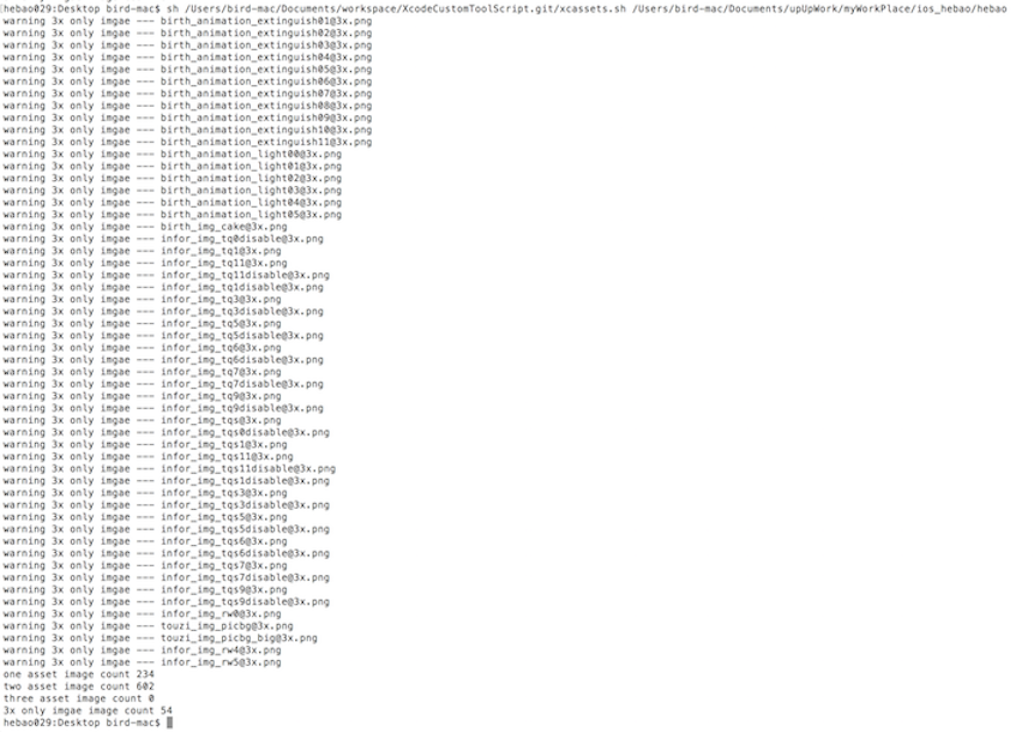 hebao029:Desktop bird-mac$ sh /Users/bird-mac/Documents/workspace/XcodeCustomToolScript.git/xcassets.sh /Users/bird-mac/Documents/upUpWork/myWorkPlace/ios_hebao/hebao
warning 3x only imgae --- birth_animation_extinguish01@3x.png
warning 3x only imgae --- birth_animation_extinguish02@3x.png
warning 3x only imgae --- birth_animation_extinguish03@3x.png
warning 3x only imgae --- birth_animation_extinguish04@3x.png
warning 3x only imgae --- birth_animation_extinguish05@3x.png
warning 3x only imgae --- birth_animation_extinguish06@3x.png
warning 3x only imgae --- birth_animation_extinguish07@3x.png
warning 3x only imgae --- birth_animation_extinguish08@3x.png
warning 3x only imgae --- birth_animation_extinguish09@3x.png
warning 3x only imgae --- birth_animation_extinguish10@3x.png
warning 3x only imgae --- birth_animation_extinguish11@3x.png
warning 3x only imgae --- birth_animation_light00@3x.png
warning 3x only imgae --- birth_animation_light01@3x.png
warning 3x only imgae --- birth_animation_light02@3x.png
warning 3x only imgae --- birth_animation_light03@3x.png
warning 3x only imgae --- birth_animation_light04@3x.png
warning 3x only imgae --- birth_animation_light05@3x.png
warning 3x only imgae --- birth_img_cake@3x.png
warning 3x only imgae --- infor_img_tq0disable@3x.png
warning 3x only imgae --- infor_img_tq1@3x.png
warning 3x only imgae --- infor_img_tq11@3x.png
warning 3x only imgae --- infor_img_tq11disable@3x.png
warning 3x only imgae --- infor_img_tq1disable@3x.png
warning 3x only imgae --- infor_img_tq3@3x.png
warning 3x only imgae --- infor_img_tq3disable@3x.png
warning 3x only imgae --- infor_img_tq5@3x.png
warning 3x only imgae --- infor_img_tq5disable@3x.png
warning 3x only imgae --- infor_img_tq6@3x.png
warning 3x only imgae --- infor_img_tq6disable@3x.png
warning 3x only imgae --- infor_img_tq7@3x.png
warning 3x only imgae --- infor_img_tq7disable@3x.png
warning 3x only imgae --- infor_img_tq9@3x.png
warning 3x only imgae --- infor_img_tq9disable@3x.png
warning 3x only imgae --- infor_img_tqs@3x.png
warning 3x only imgae --- infor_img_tqs0disable@3x.png
warning 3x only imgae --- infor_img_tqs1@3x.png
warning 3x only imgae --- infor_img_tqs11@3x.png
warning 3x only imgae --- infor_img_tqs11disable@3x.png
warning 3x only imgae --- infor_img_tqs1disable@3x.png
warning 3x only imgae --- infor_img_tqs3@3x.png
warning 3x only imgae --- infor_img_tqs3disable@3x.png
warning 3x only imgae --- infor_img_tqs5@3x.png
warning 3x only imgae --- infor_img_tqs5disable@3x.png
warning 3x only imgae --- infor_img_tqs6@3x.png
warning 3x only imgae --- infor_img_tqs6disable@3x.png
warning 3x only imgae --- infor_img_tqs7@3x.png
warning 3x only imgae --- infor_img_tqs7disable@3x.png
warning 3x only imgae --- infor_img_tqs9@3x.png
warning 3x only imgae --- infor_img_tqs9disable@3x.png
warning 3x only imgae --- infor_img_rw0@3x.png
warning 3x only imgae --- touzi_img_picbg@3x.png
warning 3x only imgae --- touzi_img_picbg_big@3x.png
warning 3x only imgae --- infor_img_rw4@3x.png
warning 3x only imgae --- infor_img_rw5@3x.png
one asset image count 234
two asset image count 602
three asset image count 0
3x only imgae image count 54
hebao029:Desktop bird-mac$